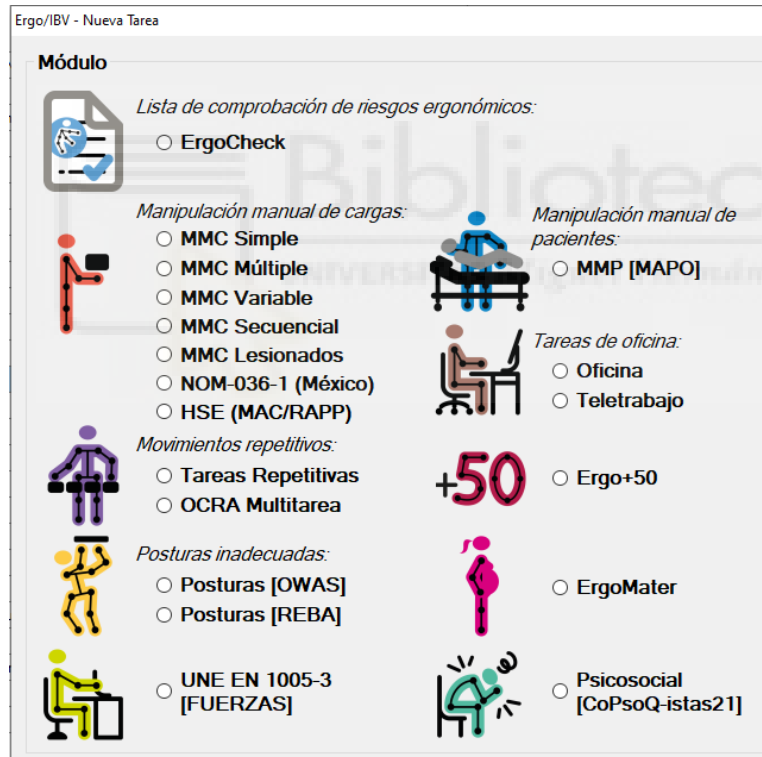 Ergo/IBV - Nueva Tarea
Módulo
Lista de comprobación de riesgos ergonómicos:
ErgoCheck
Manipulación manual de cargas:
MMC Simple
MMC Múltiple
MMC Variable
MMC Secuencial
MMC Lesionados
NOM-036-1 (México)
HSE (MAC/RAPP)
Movimientos repetitivos:
Tareas Repetitivas
OCRA Multitarea
Posturas inadecuadas:
Posturas [OWAS]
Posturas [REBA]
UNE EN 1005-3
[FUERZAS]
Manipulación manual de
pacientes:
MMP [MAPO]
Tareas de oficina:
Oficina
Teletrabajo
+50
Ergo+50
ErgoMater
Psicosocial
[CoPsoQ-istas21]
Bibliotec